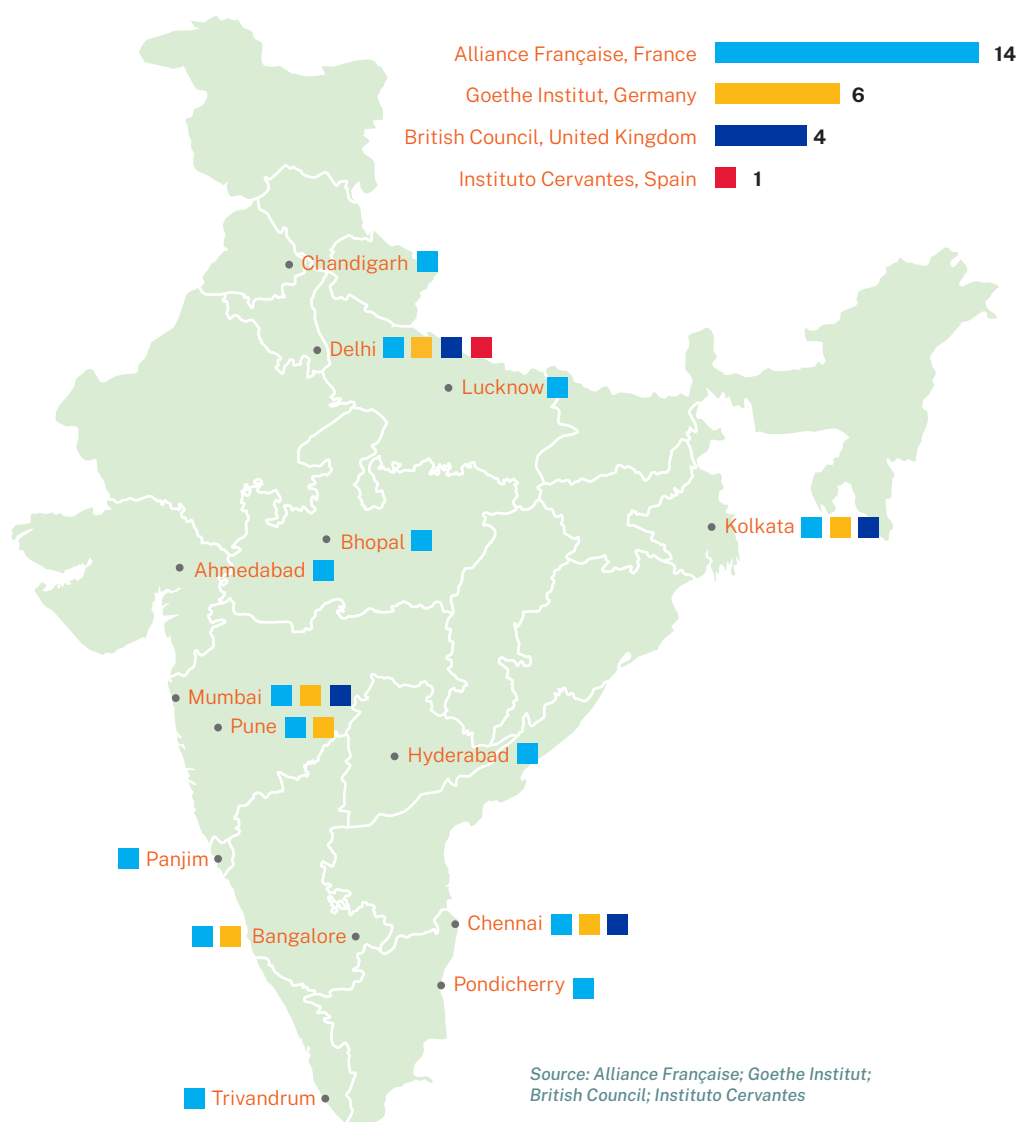 Alliance Française, France 14
Goethe Institut, Germany 6
British Council, United Kingdom 4
Instituto Cervantes, Spain 1
Chandigarh
Delhi
Lucknow
Kolkata
Bhopal
Ahmedabad
Mumbai
Pune
Hyderabad
Panjim
Chennai
Bangalore
Pondicherry
Trivandrum
Source: Alliance Française; Goethe Institut;
British Council; Instituto Cervantes